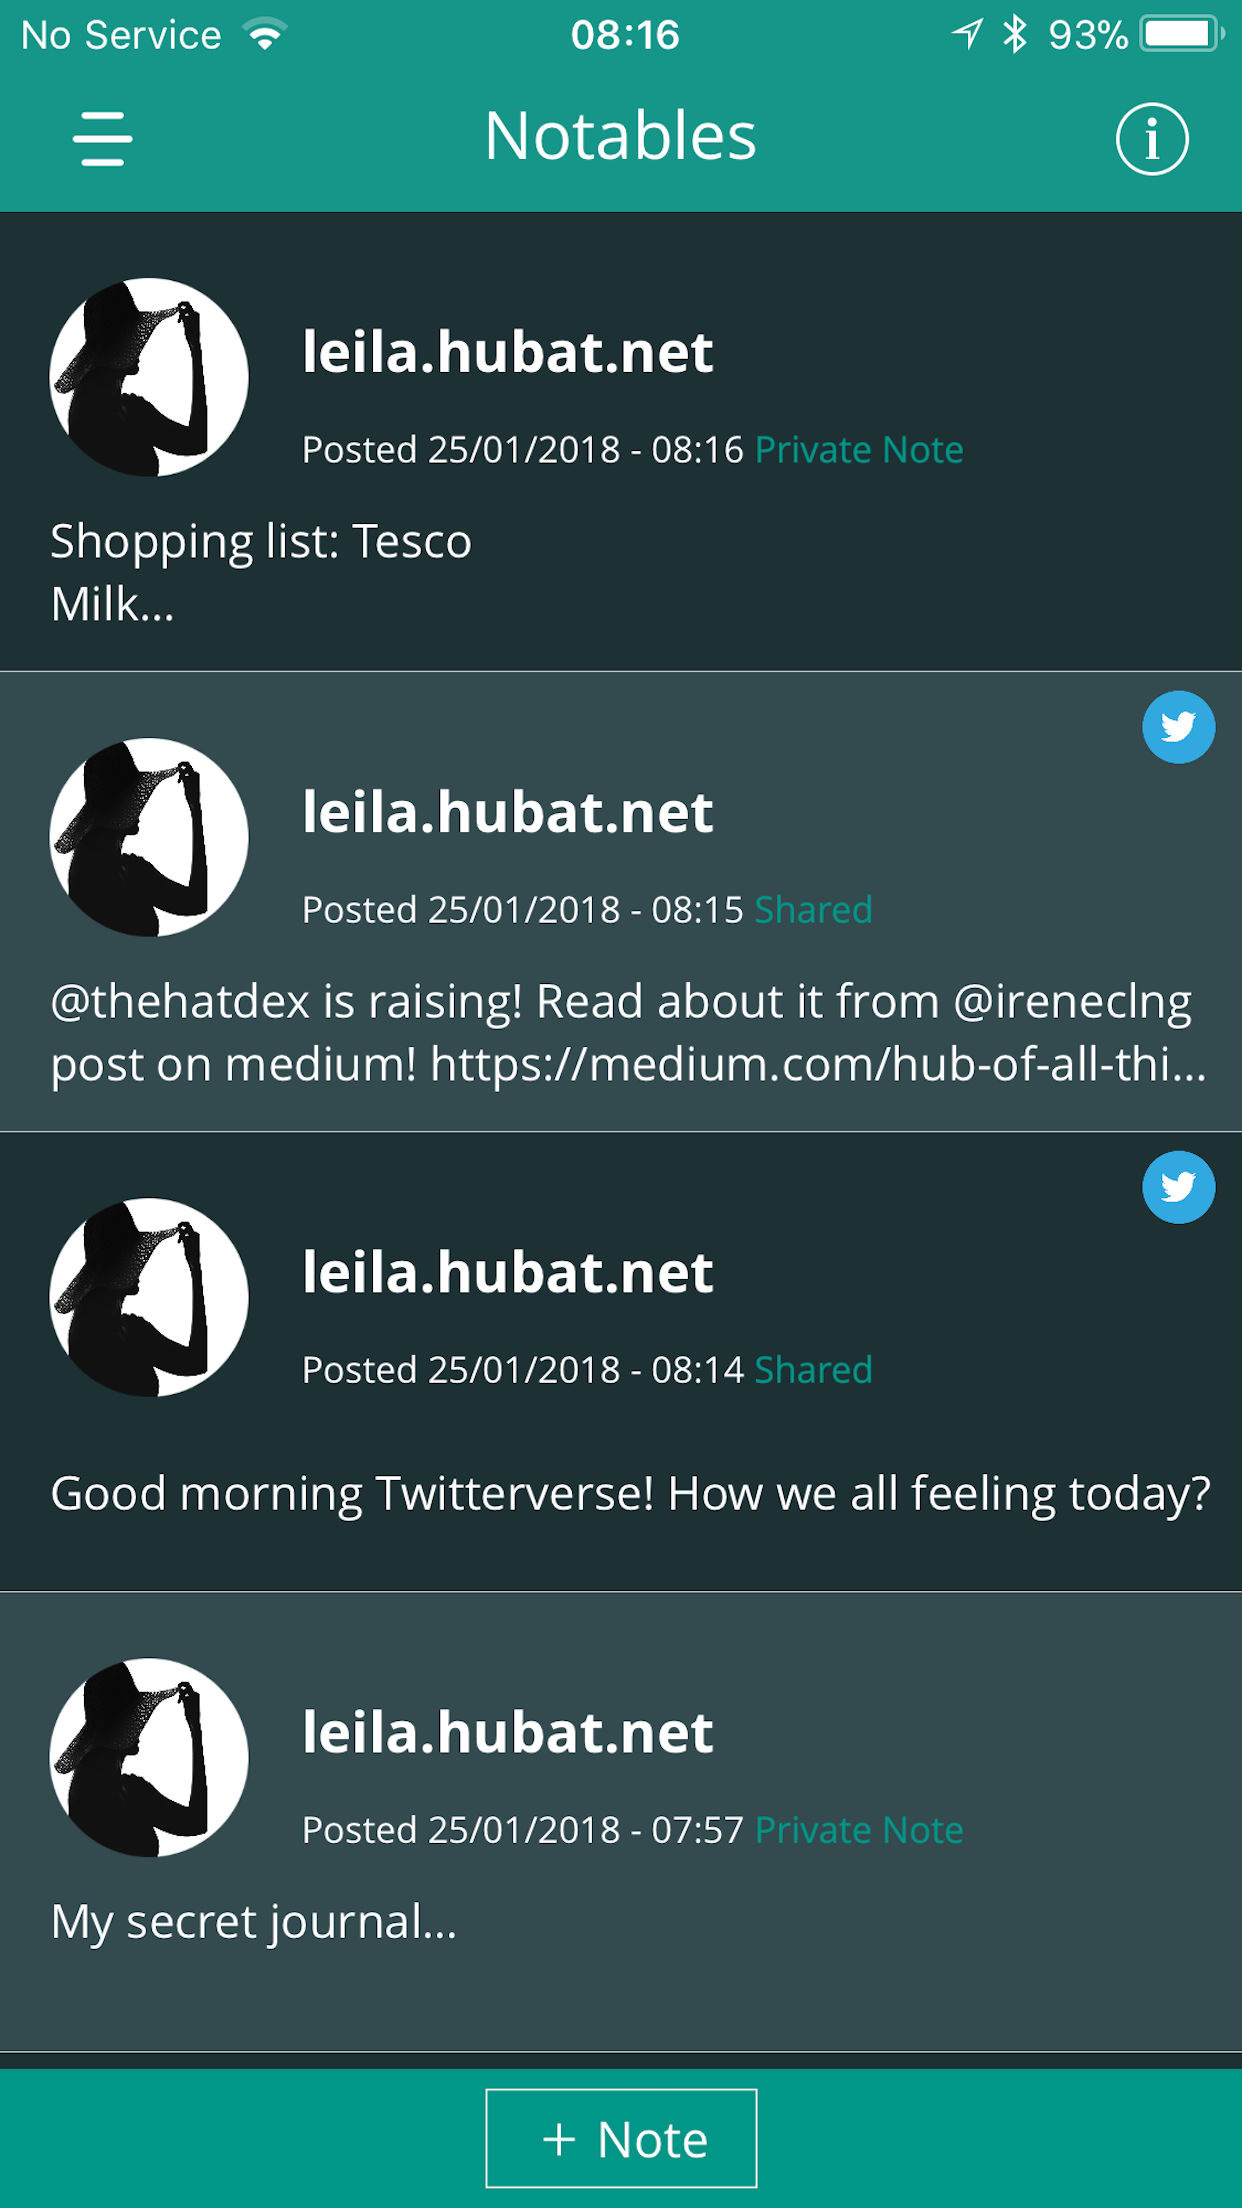 No Service 08:16 93%
Notables
leila.hubat.net
Posted 25/01/2018 - 08:16 Private Note
Shopping list: Tesco
Milk...
leila.hubat.net
Posted 25/01/2018 - 08:15 Shared
@thehatdex is raising! Read about it from @ireneclng
post on medium! https://medium.com/hub-of-all-thi...
leila.hubat.net
Posted 25/01/2018 - 08:14 Shared
Good morning Twitterverse! How we all feeling today?
leila.hubat.net
Posted 25/01/2018 - 07:57 Private Note
My secret journal...
+ Note